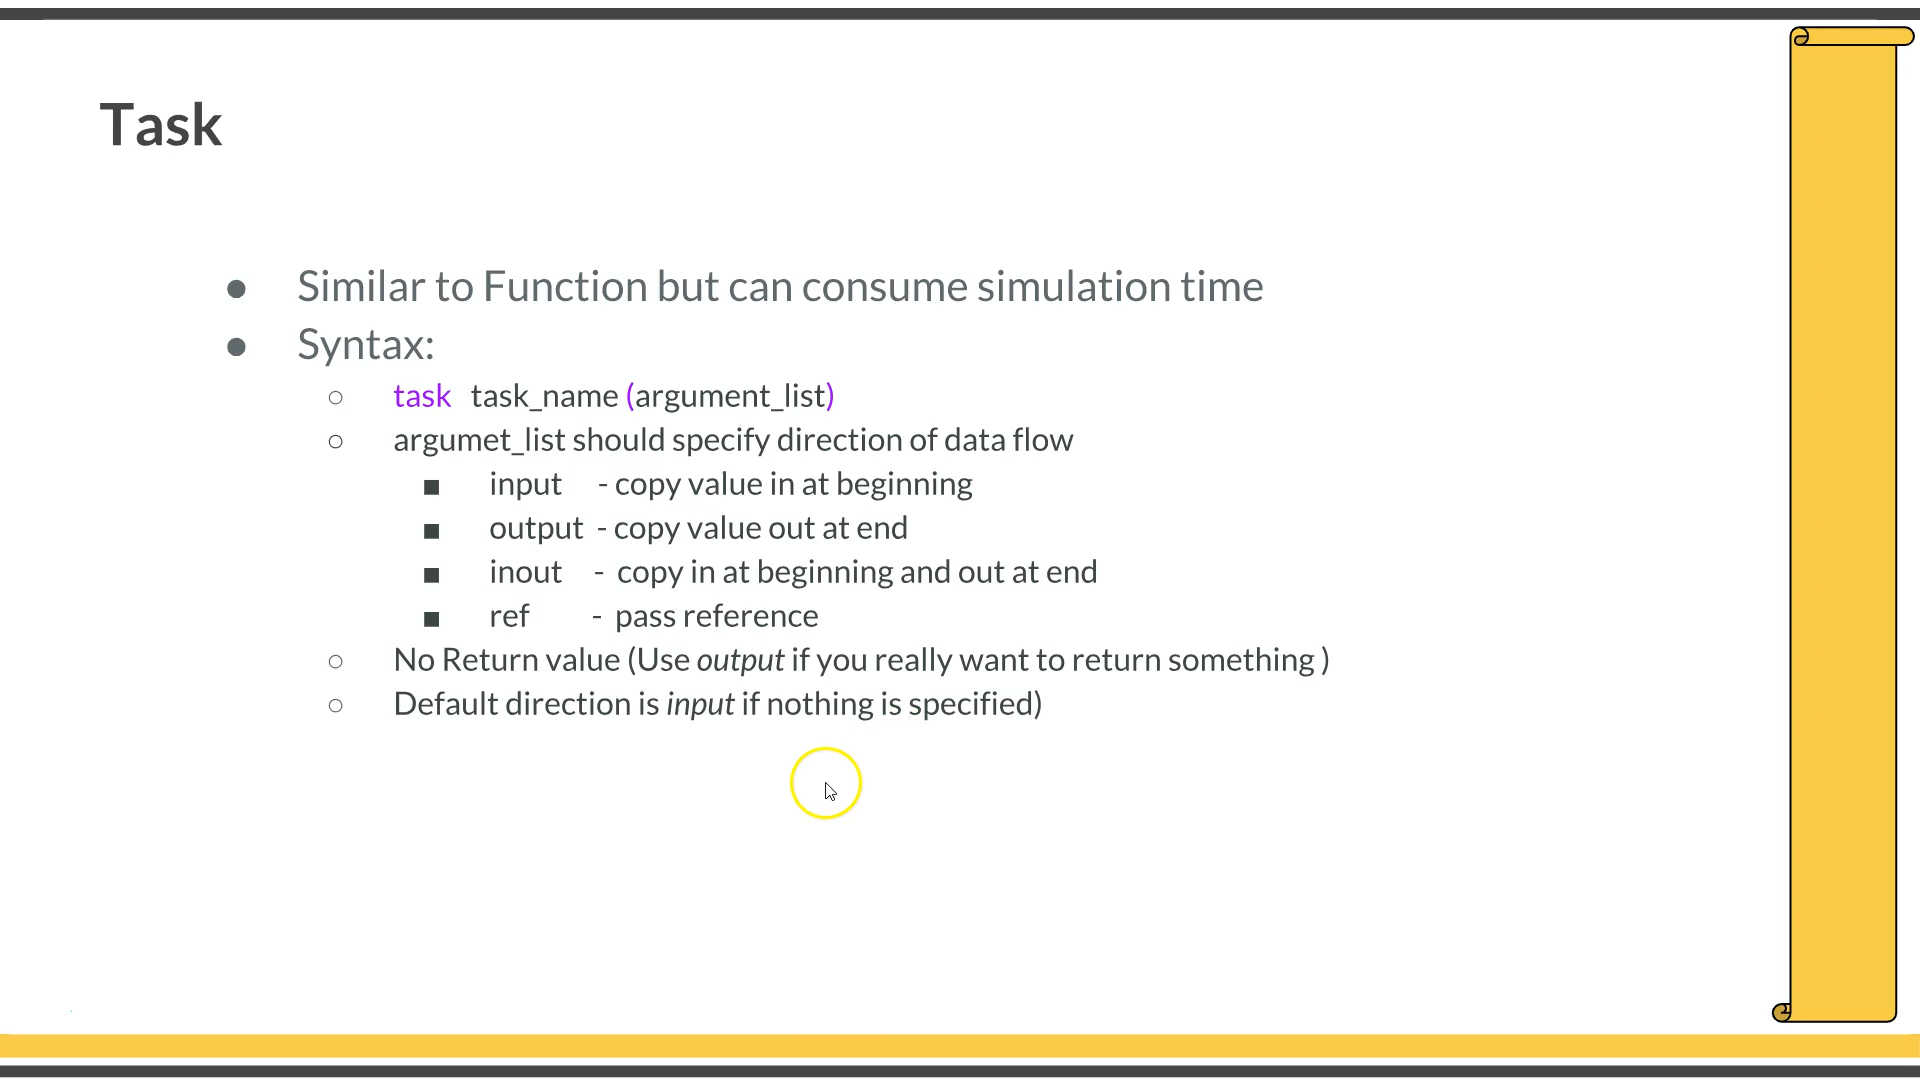 Task
● Similar to Function but can consume simulation time
● Syntax:
○ task task_name (argument_list)
○ argumet_list should specify direction of data flow
■ input - copy value in at beginning
■ output - copy value out at end
■ inout - copy in at beginning and out at end
■ ref - pass reference
○ No Return value (Use output if you really want to return something )
○ Default direction is input if nothing is specified)